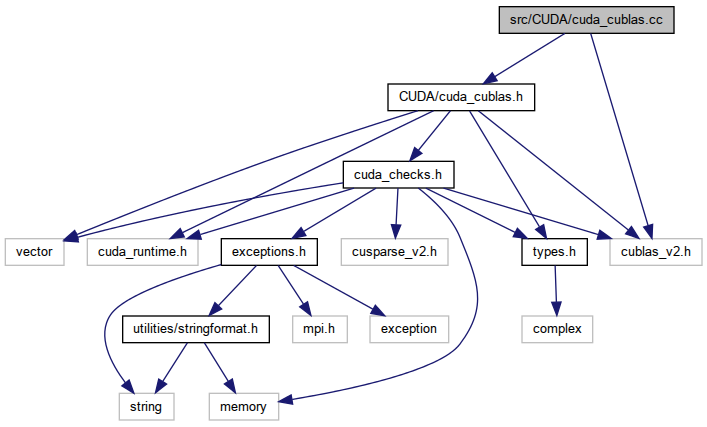 src/CUDA/cuda_cublas.cc
CUDA/cuda_cublas.h
cuda_checks.h
vector
cuda_runtime.h
exceptions.h
cusparse_v2.h
types.h
cublas_v2.h
utilities/stringformat.h
mpi.h
exception
complex
string
memory